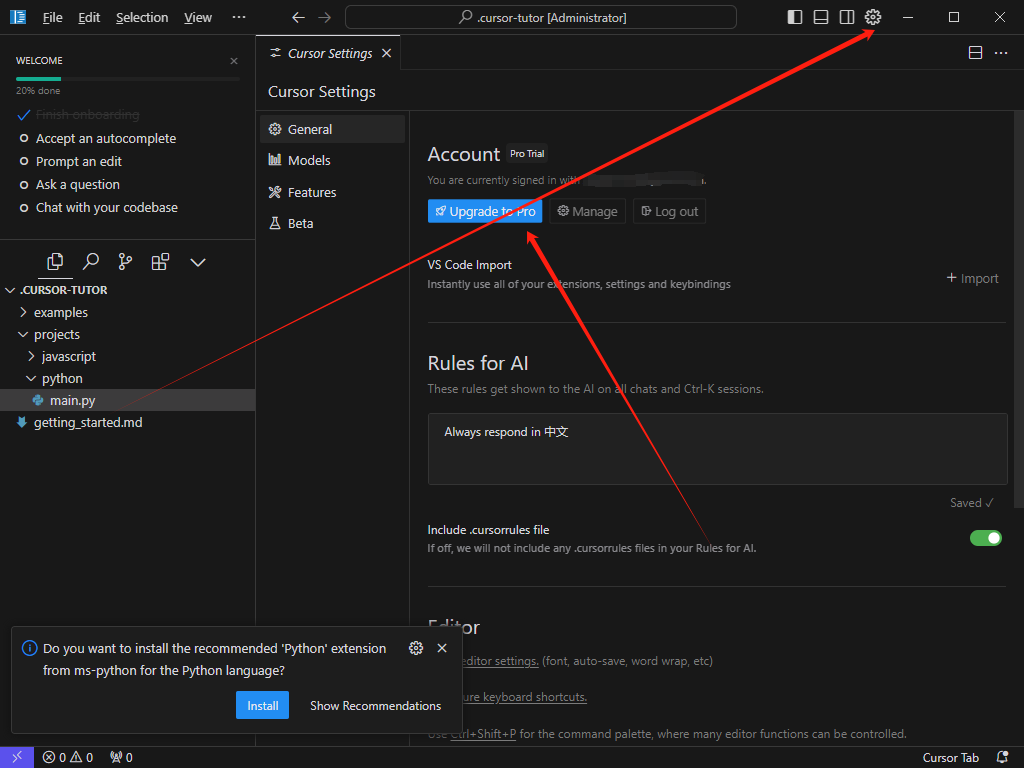 File Edit Selection View ··· .cursor-tutor [Administrator]
WELCOME
20% done
Finish onboarding
Accept an autocomplete
Prompt an edit
Ask a question
Chat with your codebase
.CURSOR-TUTOR
examples
projects
javascript
python
main.py
getting_started.md
Cursor Settings
Cursor Settings
General
Models
Features
Beta
Account Pro Trial
You are currently signed in with
Upgrade to Pro Manage Log out
VS Code Import
Instantly use all of your extensions, settings and keybindings
+ Import
Rules for AI
These rules get shown to the AI on all chats and Ctrl-K sessions.
Always respond in 中文
Saved ✓
Include .cursorrules file
If off, we will not include any .cursorrules files in your Rules for AI.
Editor
editor settings. (font, auto-save, word wrap, etc)
ure keyboard shortcuts.
Use Ctrl+Shift+P for the command palette, where many editor functions can be controlled.
Do you want to install the recommended 'Python' extension
from ms-python for the Python language?
Install Show Recommendations
0 0 0 Cursor Tab